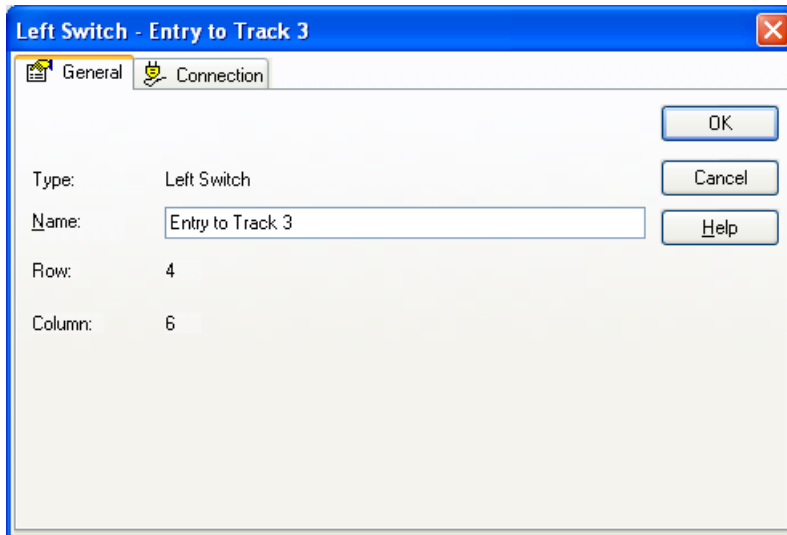 Left Switch - Entry to Track 3
General Connection
OK
Type: Left Switch Cancel
Name: Entry to Track 3 Help
Row: 4
Column: 6